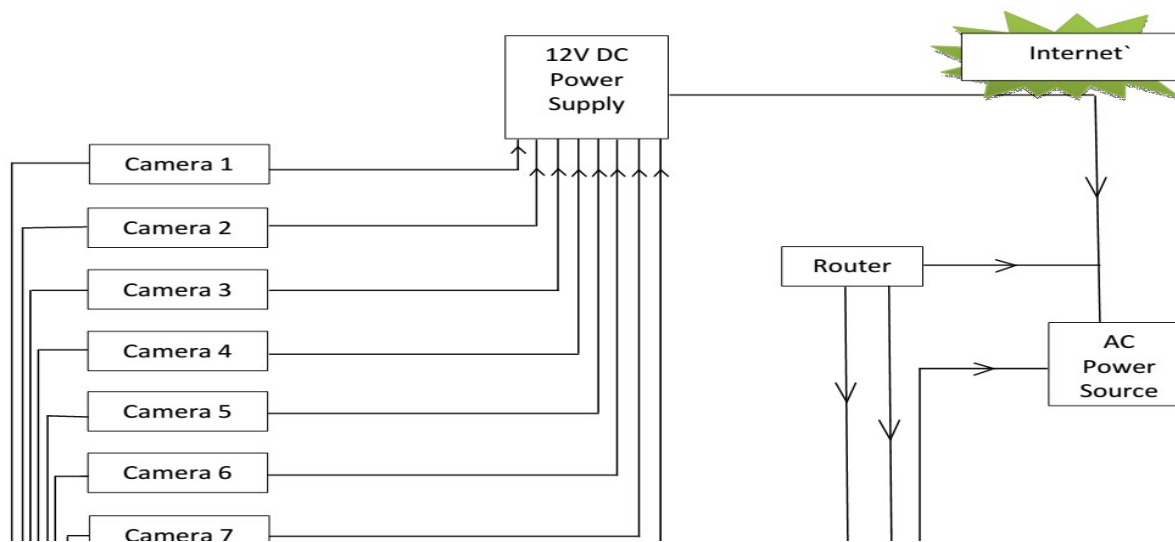 12V DC
Power
Supply
Internet`
Camera 1
Camera 2
Camera 3
Camera 4
Camera 5
Camera 6
Camera 7
Router
AC
Power
Source